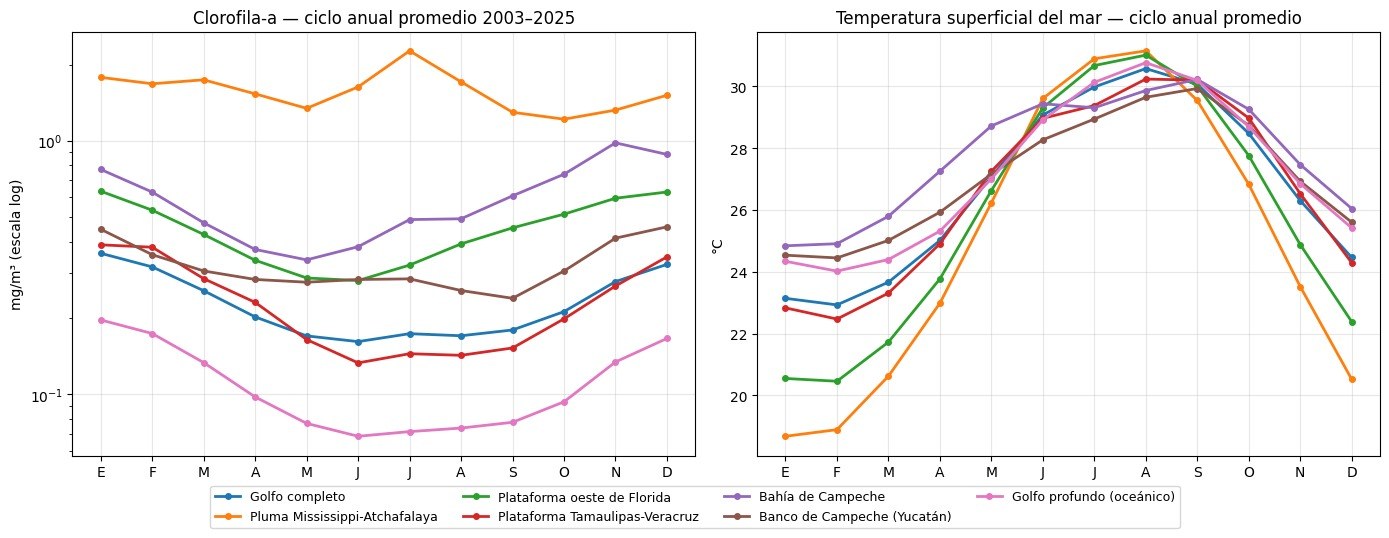 Clorofila-a — ciclo anual promedio 2003–2025
mg/m³ (escala log)
10⁰
10⁻¹
E F M A M J J A S O N D
Temperatura superficial del mar — ciclo anual promedio
°C
30
28
26
24
22
20
E F M A M J J A S O N D
Golfo completo
Pluma Mississippi-Atchafalaya
Plataforma oeste de Florida
Plataforma Tamaulipas-Veracruz
Bahía de Campeche
Banco de Campeche (Yucatán)
Golfo profundo (oceánico)